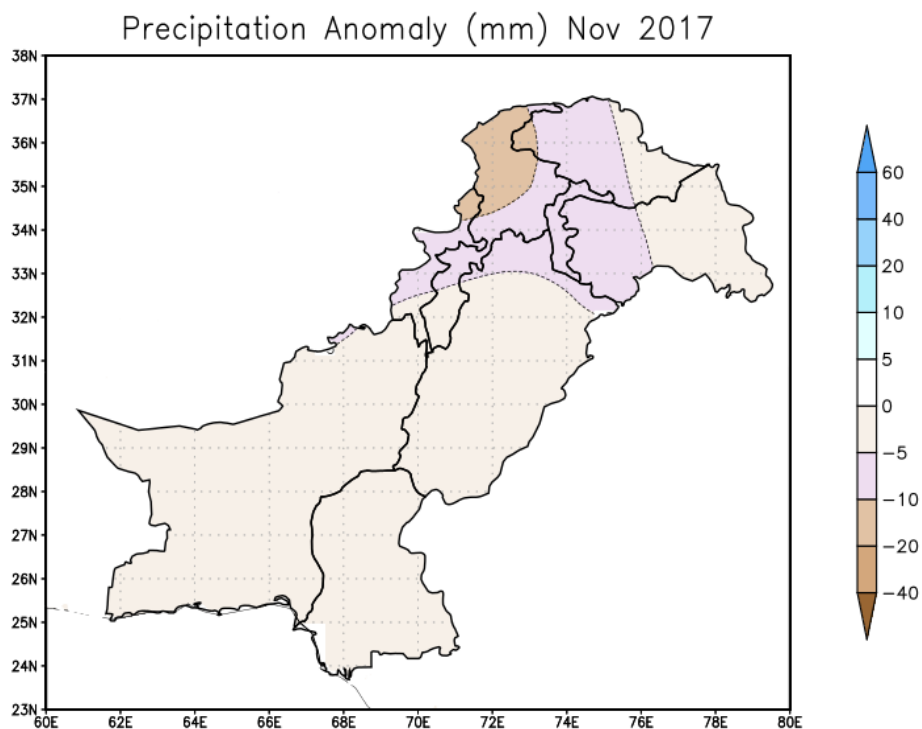 Precipitation Anomaly (mm) Nov 2017
38N
37N
36N
35N
34N
33N
32N
31N
30N
29N
28N
27N
26N
25N
24N
23N
60E 62E 64E 66E 68E 70E 72E 74E 76E 78E 80E
60
40
20
10
5
0
−5
−10
−20
−40